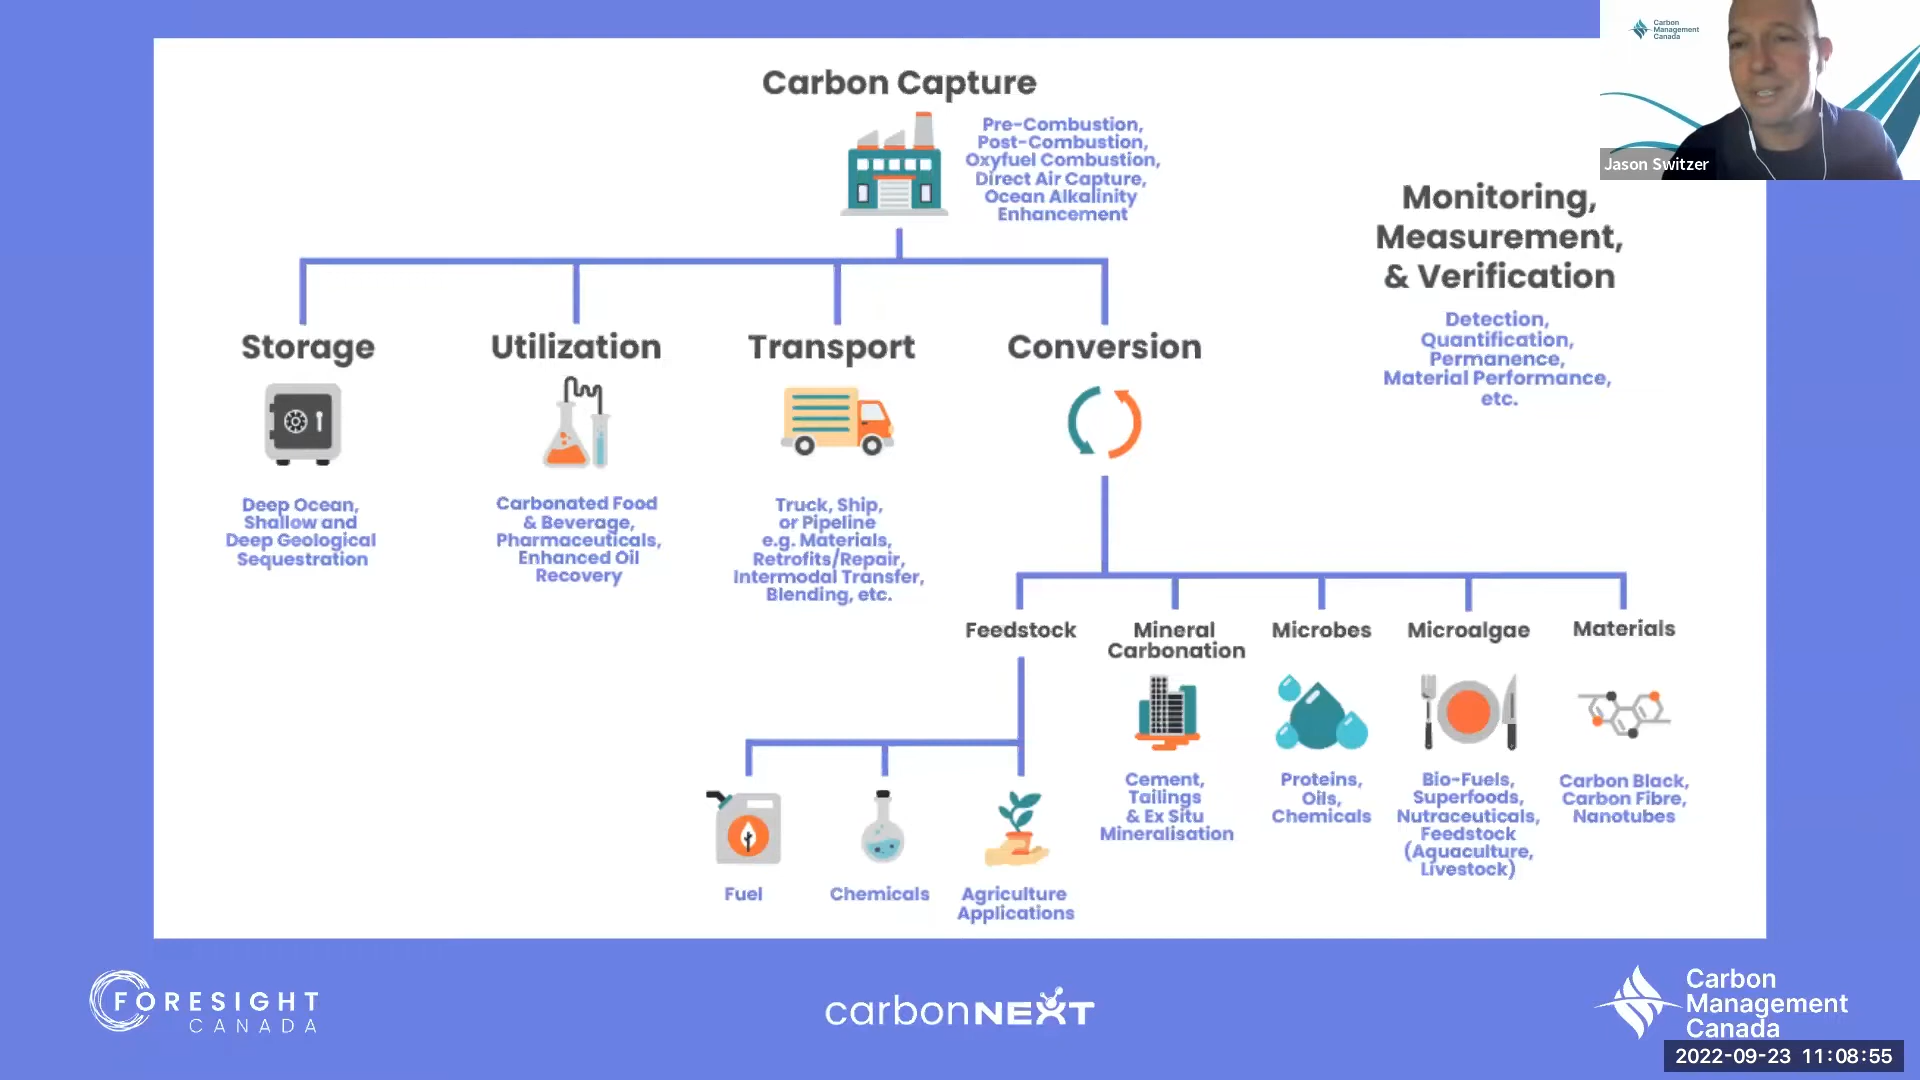 Carbon Capture
Pre-Combustion,
Post-Combustion,
Oxyfuel Combustion,
Direct Air Capture,
Ocean Alkalinity
Enhancement
Carbon
Management
Canada
Jason Switzer
Monitoring,
Measurement,
& Verification
Detection,
Quantification,
Permanence,
Material Performance,
etc.
Storage
Deep Ocean,
Shallow and
Deep Geological
Sequestration
Utilization
Carbonated Food
& Beverage,
Pharmaceuticals,
Enhanced Oil
Recovery
Transport
Truck, Ship,
or Pipeline
e.g. Materials,
Retrofits/Repair,
Intermodal Transfer,
Blending, etc.
Conversion
Feedstock
Fuel
Chemicals
Agriculture
Applications
Mineral
Carbonation
Cement,
Tailings
& Ex Situ
Mineralisation
Microbes
Proteins,
Oils,
Chemicals
Microalgae
Bio-Fuels,
Superfoods,
Nutraceuticals,
Feedstock
(Aquaculture,
Livestock)
Materials
Carbon Black,
Carbon Fibre,
Nanotubes
FORESIGHT
CANADA
carbonNEXT
Carbon
Management
Canada
2022-09-23 11:08:55